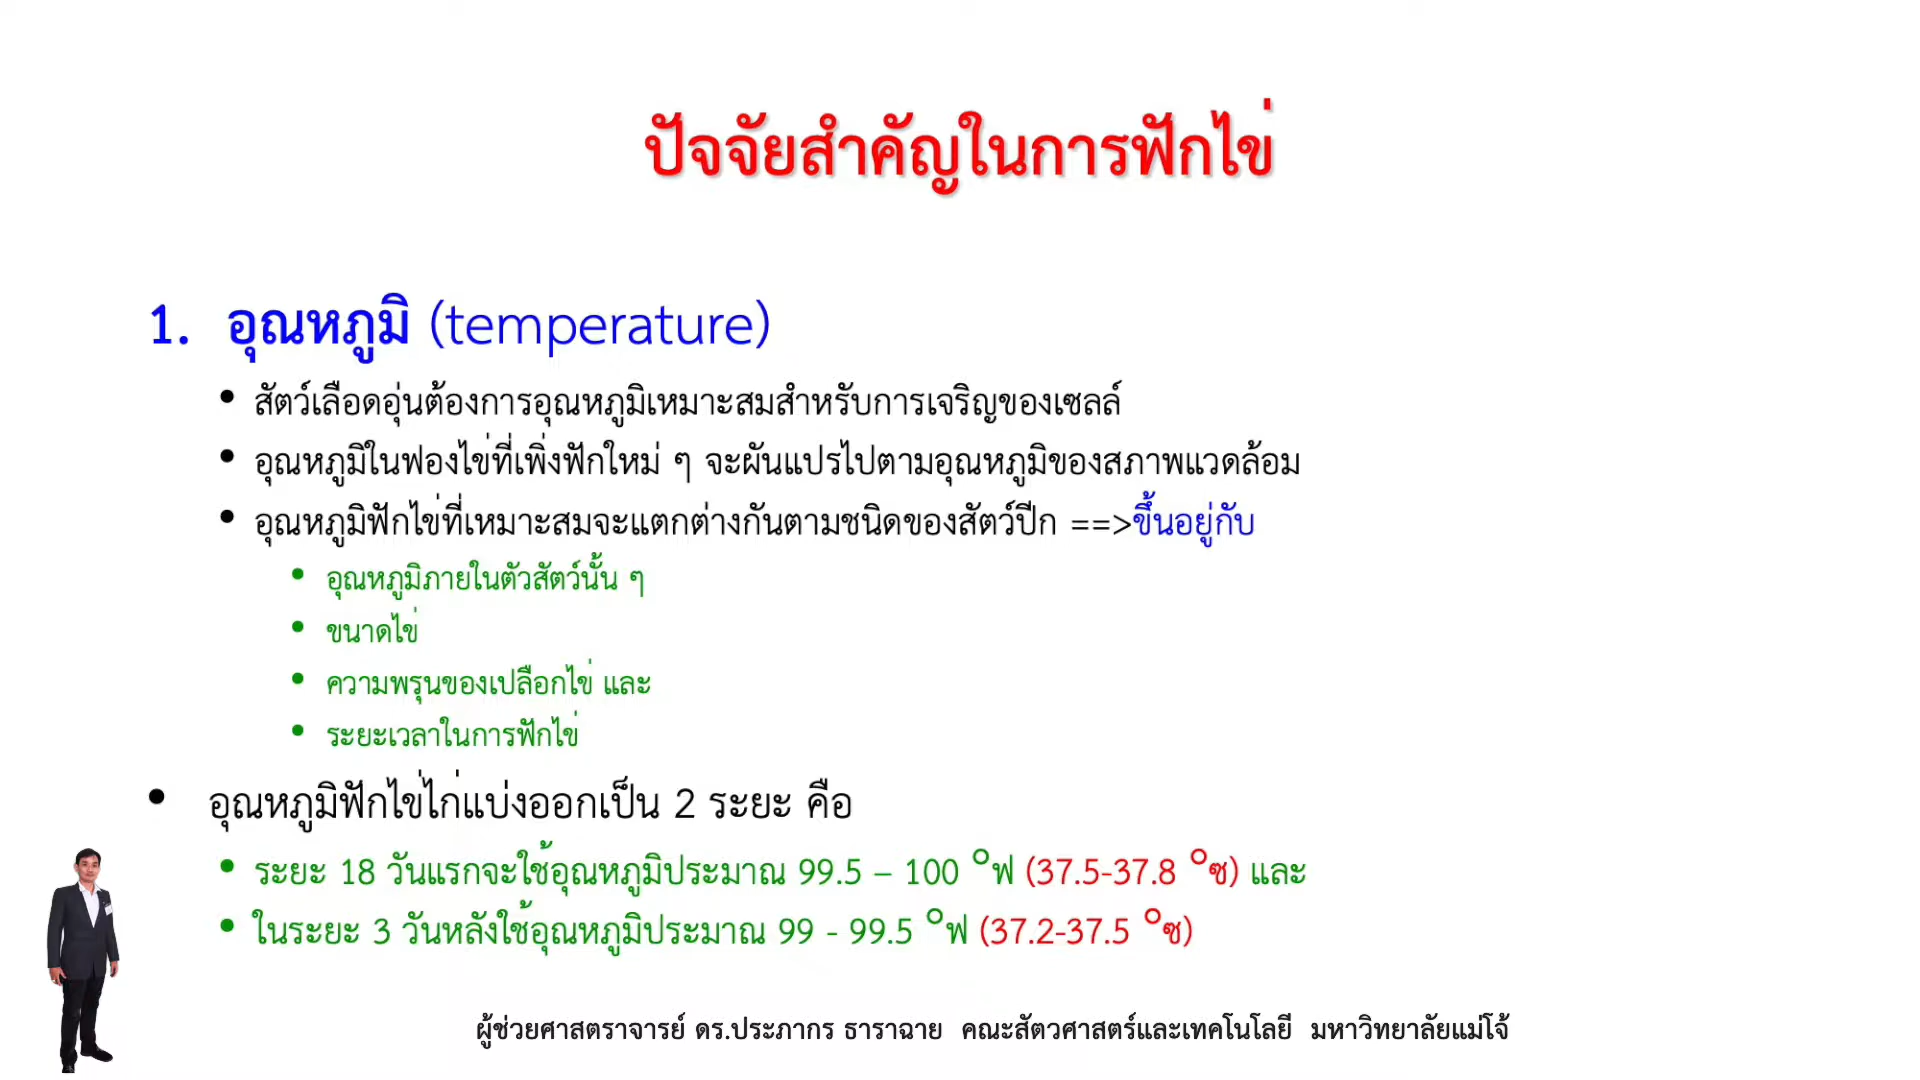 ปัจจัยสำคัญในการฟักไข่
1. อุณหภูมิ (temperature)
• สัตว์เลือดอุ่นต้องการอุณหภูมิเหมาะสมสำหรับการเจริญของเซลล์
• อุณหภูมิในฟองไข่ที่เพิ่งฟักใหม่ ๆ จะผันแปรไปตามอุณหภูมิของสภาพแวดล้อม
• อุณหภูมิฟักไข่ที่เหมาะสมจะแตกต่างกันตามชนิดของสัตว์ปีก ==>ขึ้นอยู่กับ
• อุณหภูมิภายในตัวสัตว์นั้น ๆ
• ขนาดไข่
• ความพรุนของเปลือกไข่ และ
• ระยะเวลาในการฟักไข่
• อุณหภูมิฟักไข่ไก่แบ่งออกเป็น 2 ระยะ คือ
• ระยะ 18 วันแรกจะใช้อุณหภูมิประมาณ 99.5 – 100 °ฟ (37.5-37.8 °ซ) และ
• ในระยะ 3 วันหลังใช้อุณหภูมิประมาณ 99 - 99.5 °ฟ (37.2-37.5 °ซ)
ผู้ช่วยศาสตราจารย์ ดร.ประภากร ธาราฉาย คณะสัตวศาสตร์และเทคโนโลยี มหาวิทยาลัยแม่โจ้